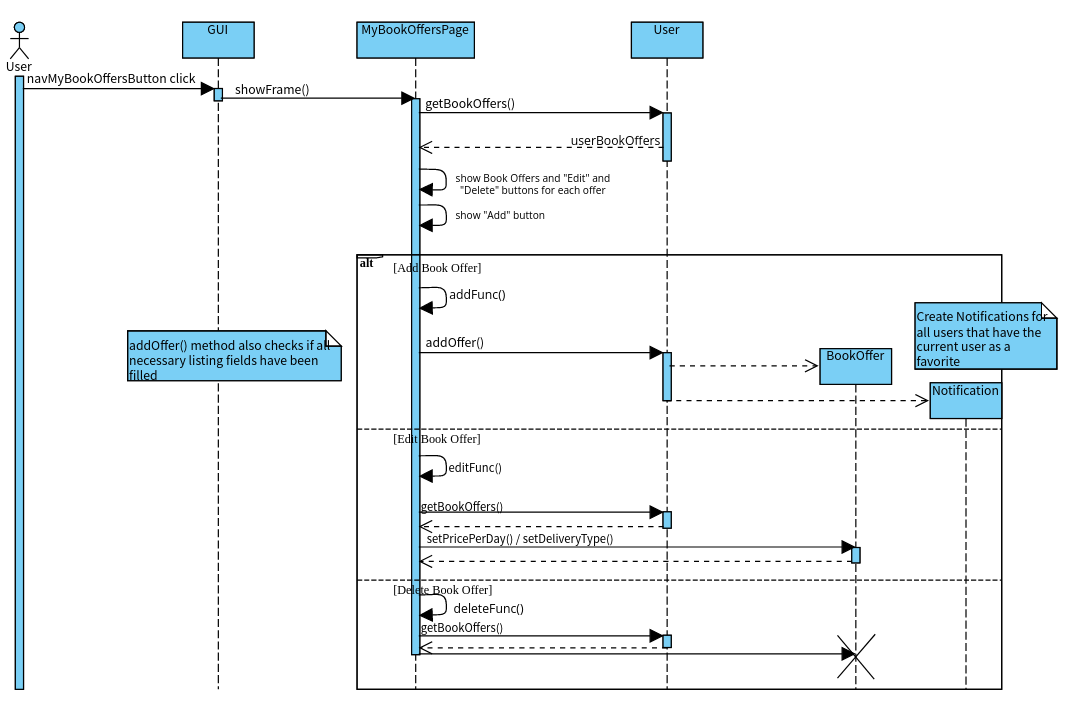 GUI
MyBookOffersPage
User
User
navMyBookOffersButton click
showFrame()
getBookOffers()
userBookOffers
show Book Offers and "Edit" and
"Delete" buttons for each offer
show "Add" button
alt
[Add Book Offer]
addFunc()
Create Notifications for
all users that have the
current user as a
favorite
addOffer() method also checks if all
necessary listing fields have been
filled
addOffer()
BookOffer
Notification
[Edit Book Offer]
editFunc()
getBookOffers()
setPricePerDay() / setDeliveryType()
[Delete Book Offer]
deleteFunc()
getBookOffers()